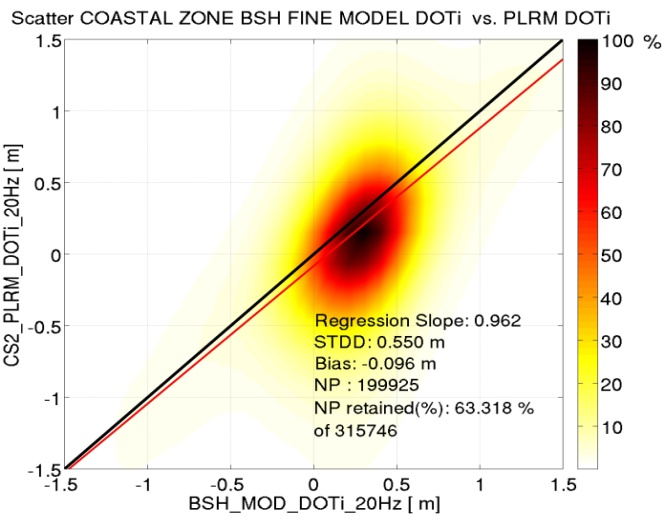 Scatter COASTAL ZONE BSH FINE MODEL DOTi vs. PLRM DOTi
1.5
1
0.5
0
-0.5
-1
-1.5
CS2_PLRM_DOTi_20Hz [ m]
Regression Slope: 0.962
STDD: 0.550 m
Bias: -0.096 m
NP : 199925
NP retained(%): 63.318 %
of 315746
-1.5 -1 -0.5 0 0.5 1 1.5
BSH_MOD_DOTi_20Hz [ m]
100 %
90
80
70
60
50
40
30
20
10